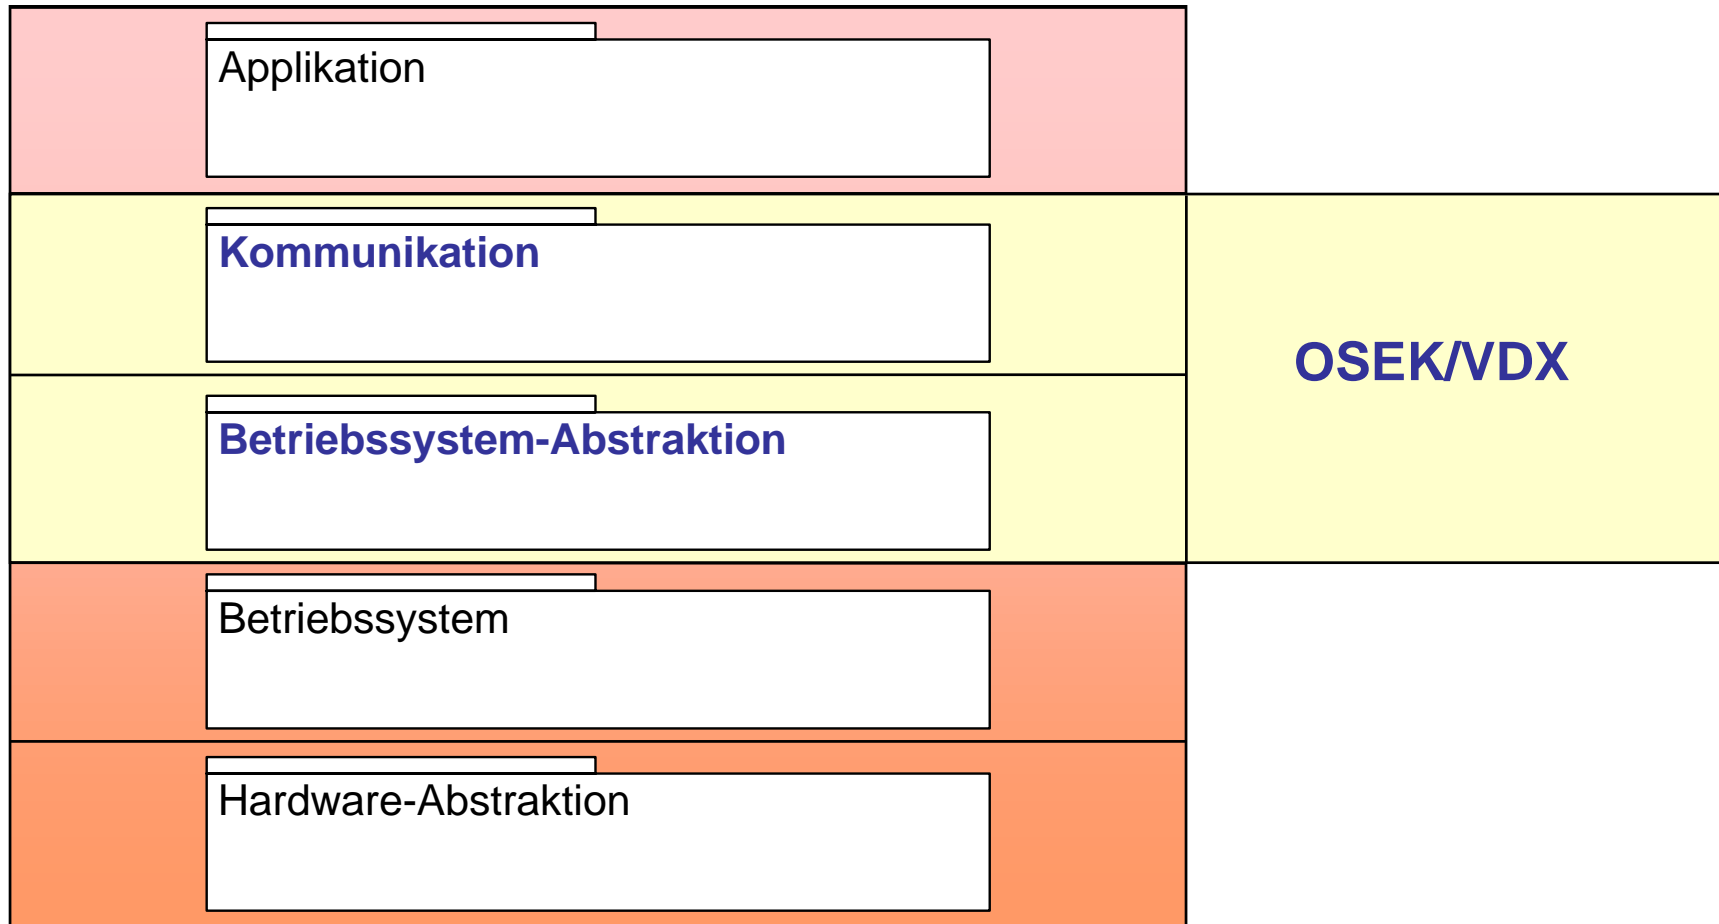 Applikation
Kommunikation
OSEK/VDX
Betriebssystem-Abstraktion
Betriebssystem
Hardware-Abstraktion